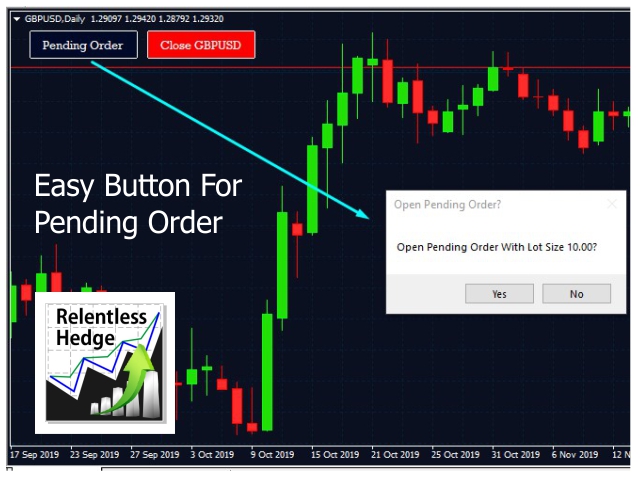 GBPUSD,Daily 1.29097 1.29420 1.28792 1.29320
Pending Order
Close GBPUSD
Easy Button For
Pending Order
Open Pending Order?
Open Pending Order With Lot Size 10.00?
Yes
No
Relentless
Hedge
17 Sep 2019 23 Sep 2019 27 Sep 2019 3 Oct 2019 9 Oct 2019 15 Oct 2019 21 Oct 2019 25 Oct 2019 31 Oct 2019 6 Nov 2019 12 N